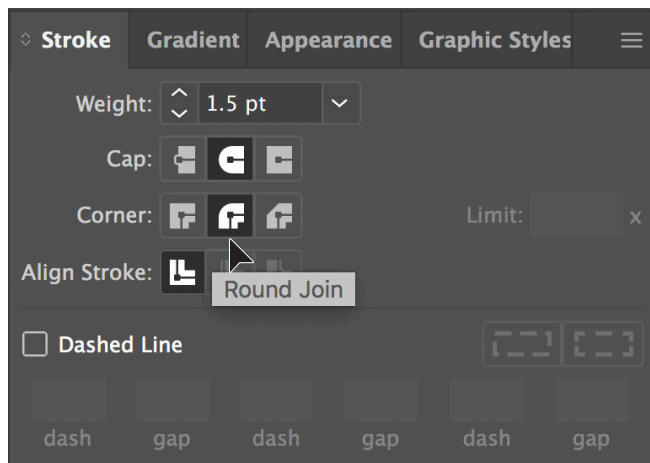 Stroke Gradient Appearance Graphic Styles
Weight: 1.5 pt
Cap:
Corner: Limit: x
Align Stroke:
Round Join
Dashed Line
dash gap dash gap dash gap